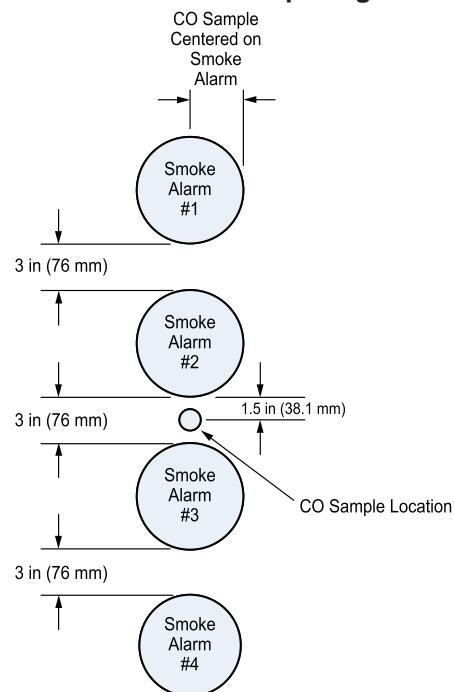 CO Sample
Centered on
Smoke
Alarm
Smoke
Alarm
#1
3 in (76 mm)
Smoke
Alarm
#2
1.5 in (38.1 mm)
3 in (76 mm)
Smoke
Alarm
#3
CO Sample Location
3 in (76 mm)
Smoke
Alarm
#4